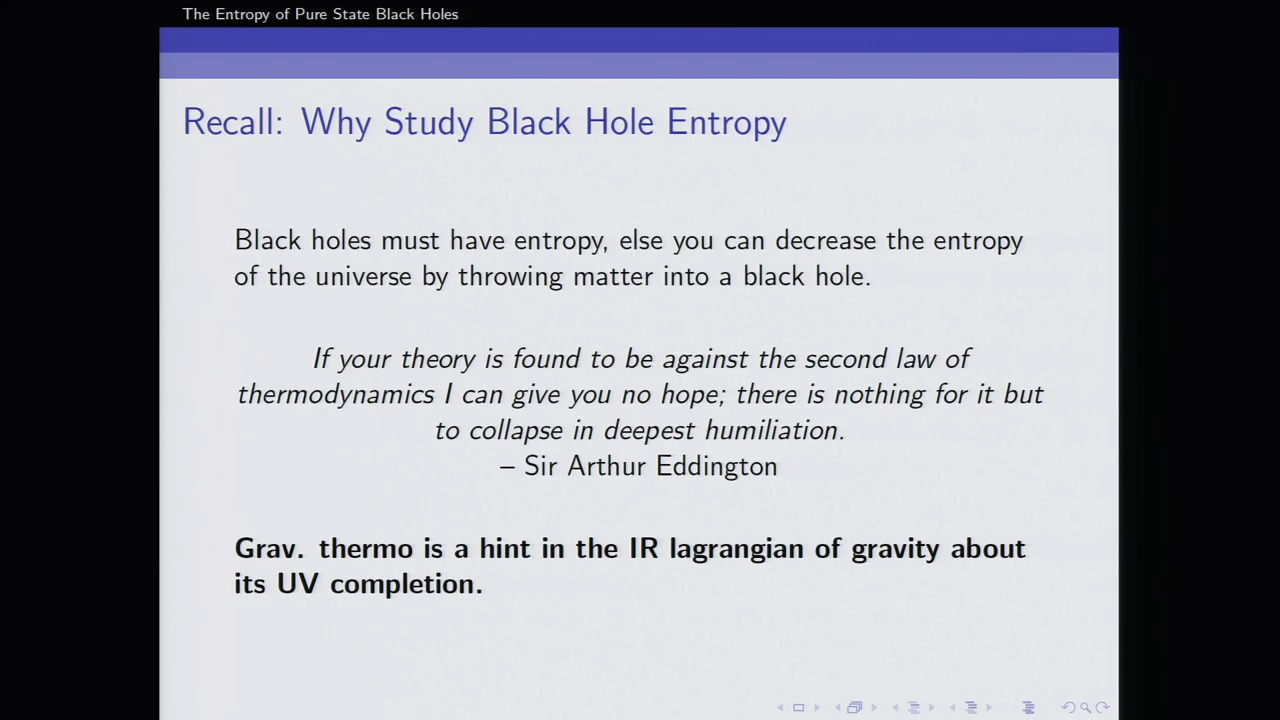 The Entropy of Pure State Black Holes
Recall: Why Study Black Hole Entropy
Black holes must have entropy, else you can decrease the entropy
of the universe by throwing matter into a black hole.
If your theory is found to be against the second law of
thermodynamics I can give you no hope; there is nothing for it but
to collapse in deepest humiliation.
– Sir Arthur Eddington
Grav. thermo is a hint in the IR lagrangian of gravity about
its UV completion.